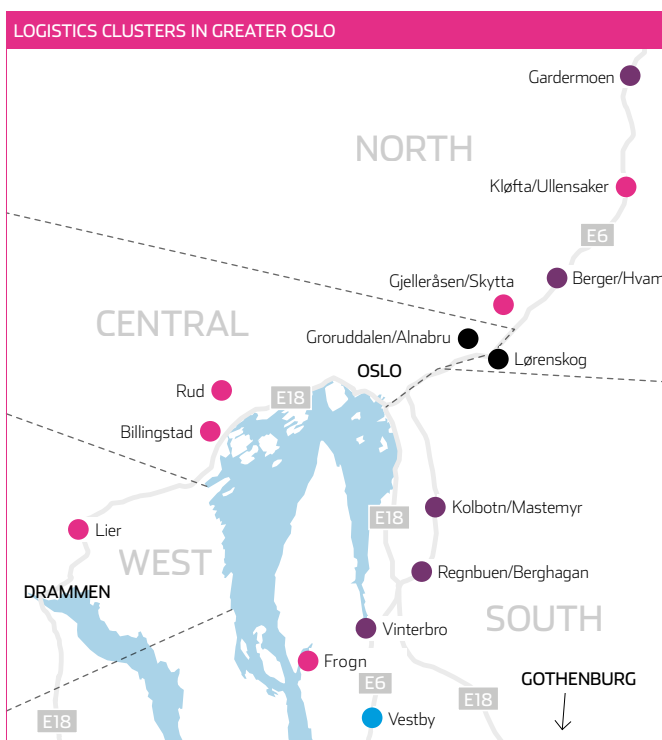 LOGISTICS CLUSTERS IN GREATER OSLO
Gardermoen
NORTH
Kløfta/Ullensaker
E6
Gjelleråsen/Skytta
Berger/Hvam
CENTRAL
Groruddalen/Alnabru
Lørenskog
OSLO
Rud
E18
Billingstad
Kolbotn/Mastemyr
E18
Lier
WEST
Regnbuen/Berghagan
DRAMMEN
SOUTH
Vinterbro
Frogn
GOTHENBURG
E6
E18
E18
Vestby